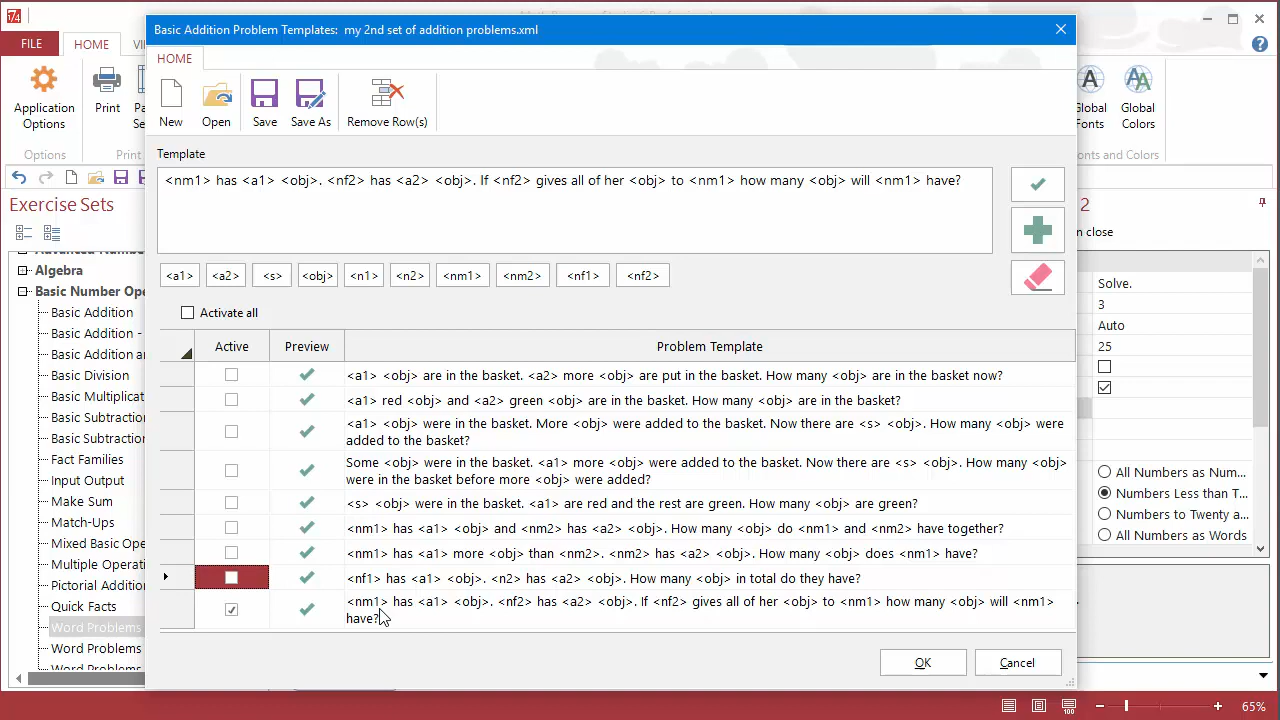 Basic Addition Problem Templates: my 2nd set of addition problems.xml
FILE
HOME
HOME
Application Options
Print
Options
Print
New
Open
Save
Save As
Remove Row(s)
Global Colors
onts and Colors
Template
<nm1> has <a1> <obj>. <nf2> has <a2> <obj>. If <nf2> gives all of her <obj> to <nm1> how many <obj> will <nm1> have?
<a1> <a2> <s> <obj> <n1> <n2> <nm1> <nm2> <nf1> <nf2>
Activate all
Active Preview Problem Template
<a1> <obj> are in the basket. <a2> more <obj> are put in the basket. How many <obj> are in the basket now?
<a1> red <obj> and <a2> green <obj> are in the basket. How many <obj> are in the basket?
<a1> <obj> were in the basket. More <obj> were added to the basket. Now there are <s> <obj>. How many <obj> were
added to the basket?
Some <obj> were in the basket. <a1> more <obj> were added to the basket. Now there are <s> <obj>. How many <obj>
were in the basket before more <obj> were added?
<s> <obj> were in the basket. <a1> are red and the rest are green. How many <obj> are green?
<nm1> has <a1> <obj> and <nm2> has <a2> <obj>. How many <obj> do <nm1> and <nm2> have together?
<nm1> has <a1> more <obj> than <nm2>. <nm2> has <a2> <obj>. How many <obj> does <nm1> have?
<nf1> has <a1> <obj>. <n2> has <a2> <obj>. How many <obj> in total do they have?
<nm1> has <a1> <obj>. <nf2> has <a2> <obj>. If <nf2> gives all of her <obj> to <nm1> how many <obj> will <nm1>
have?
OK Cancel
Exercise Sets
Algebra
Basic Number Ope
Basic Addition
Basic Addition -
Basic Addition ar
Basic Division
Basic Multiplicat
Basic Subtraction
Basic Subtraction
Fact Families
Input Output
Make Sum
Match-Ups
Mixed Basic Ope
Multiple Operati
Pictorial Addition
Quick Facts
Word Problems
Word Problems
Word Problems
2
n close
Solve.
3
Auto
25
All Numbers as Num...
Numbers Less than T...
Numbers to Twenty a...
All Numbers as Words
65%